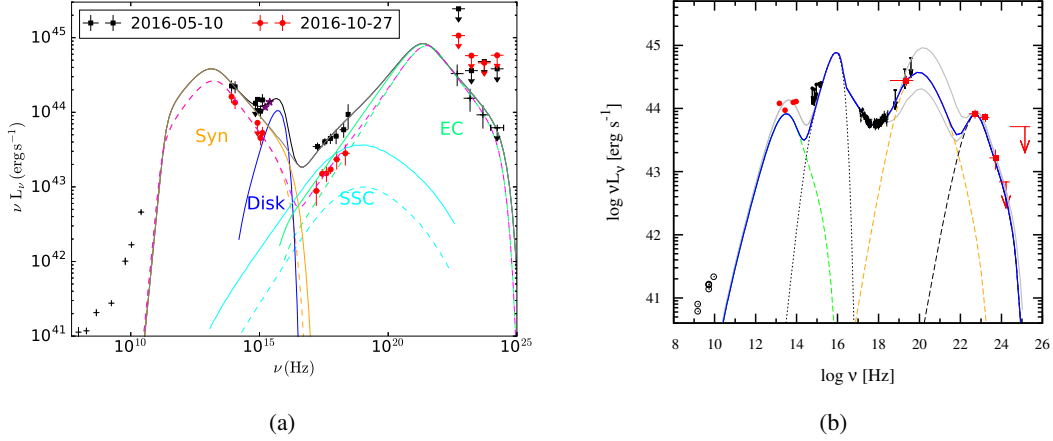 2016-05-10 2016-10-27
10^45
10^44
10^43
10^42
10^41
ν L_ν (erg s^-1)
Syn
Disk
SSC
EC
10^10 10^15 10^20 10^25
ν (Hz)
(a)
45
44
43
42
41
log νL_ν [erg s^-1]
8 10 12 14 16 18 20 22 24 26
log ν [Hz]
(b)